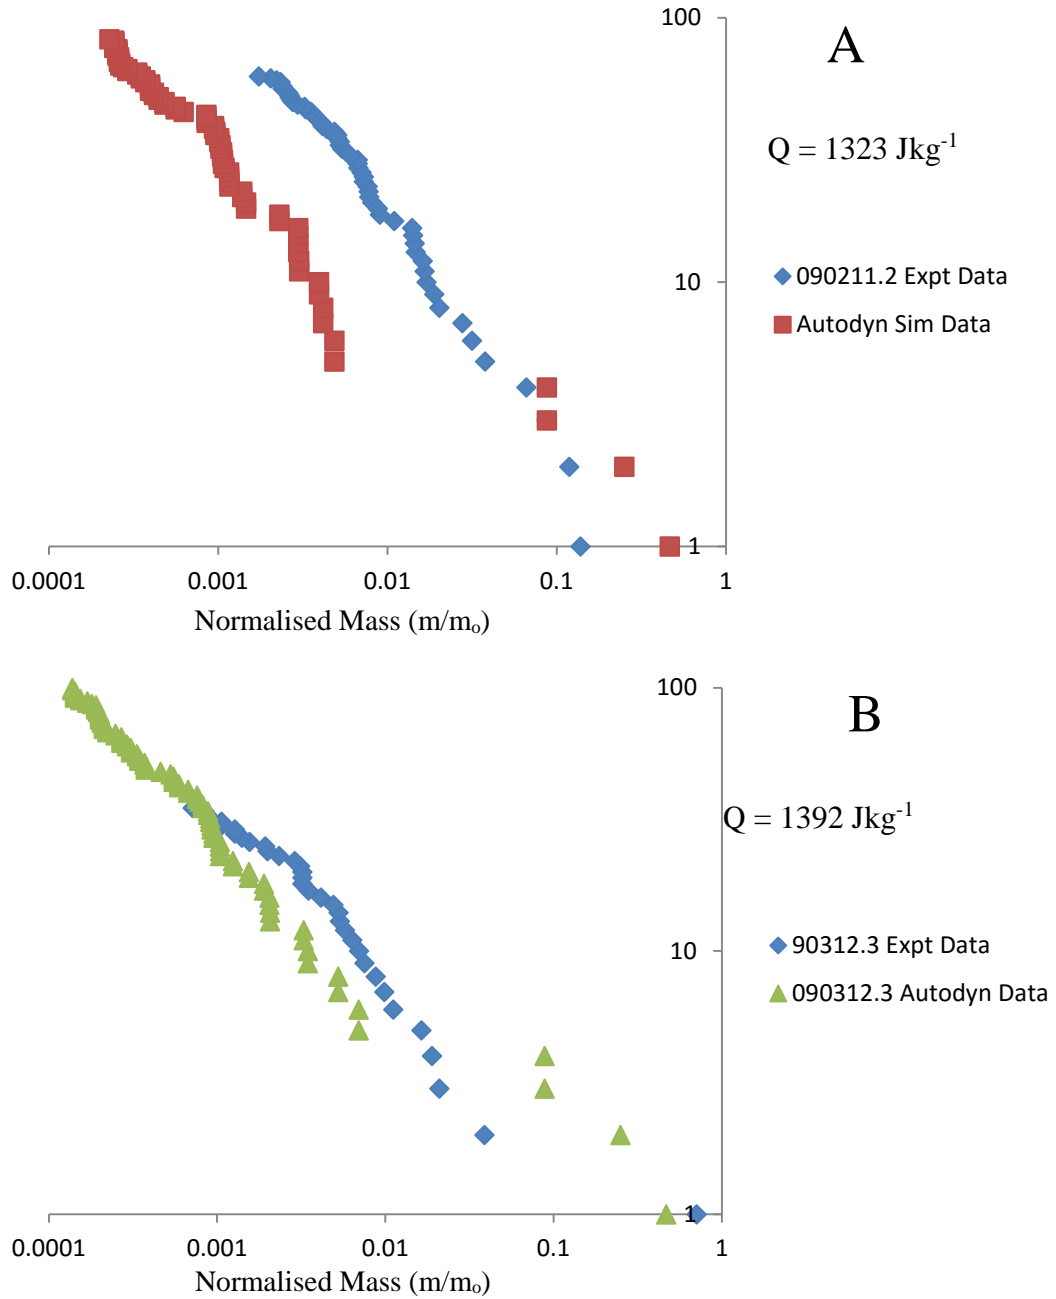 100
A
Q = 1323 Jkg-1
10
090211.2 Expt Data
Autodyn Sim Data
1
0.0001 0.001 0.01 0.1 1
Normalised Mass (m/mo)
100
B
Q = 1392 Jkg-1
10
90312.3 Expt Data
090312.3 Autodyn Data
1
0.0001 0.001 0.01 0.1 1
Normalised Mass (m/mo)